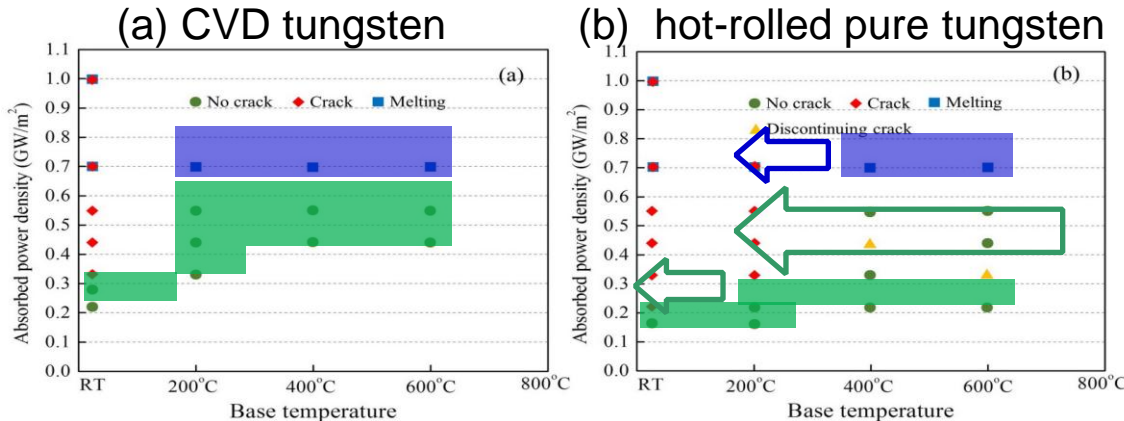 (a) CVD tungsten
(b) hot-rolled pure tungsten
1.1
1.0
0.9
0.8
0.7
0.6
0.5
0.4
0.3
0.2
0.1
0.0
Absorbed power density (GW/m²)
(a)
No crack Crack Melting
RT 200°C 400°C 600°C 800°C
Base temperature
1.1
1.0
0.9
0.8
0.7
0.6
0.5
0.4
0.3
0.2
0.1
0.0
Absorbed power density (GW/m²)
(b)
No crack Crack Melting
Discontinuing crack
RT 200°C 400°C 600°C 800°C
Base temperature